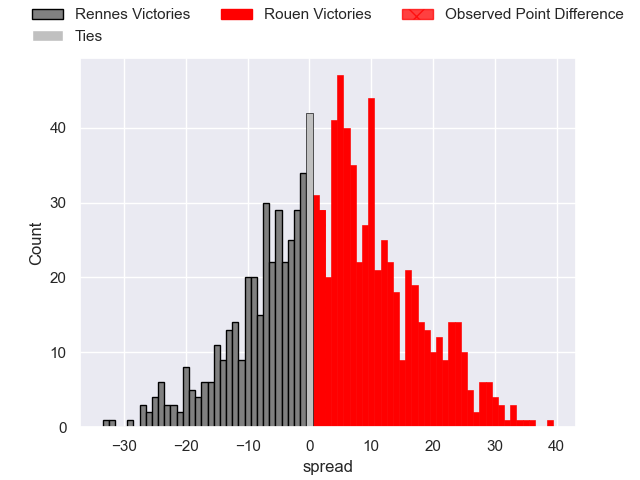 Rennes Victories Rouen Victories Observed Point Difference
Ties
40
30
20
10
0
Count
−30 −20 −10 0 10 20 30 40
spread